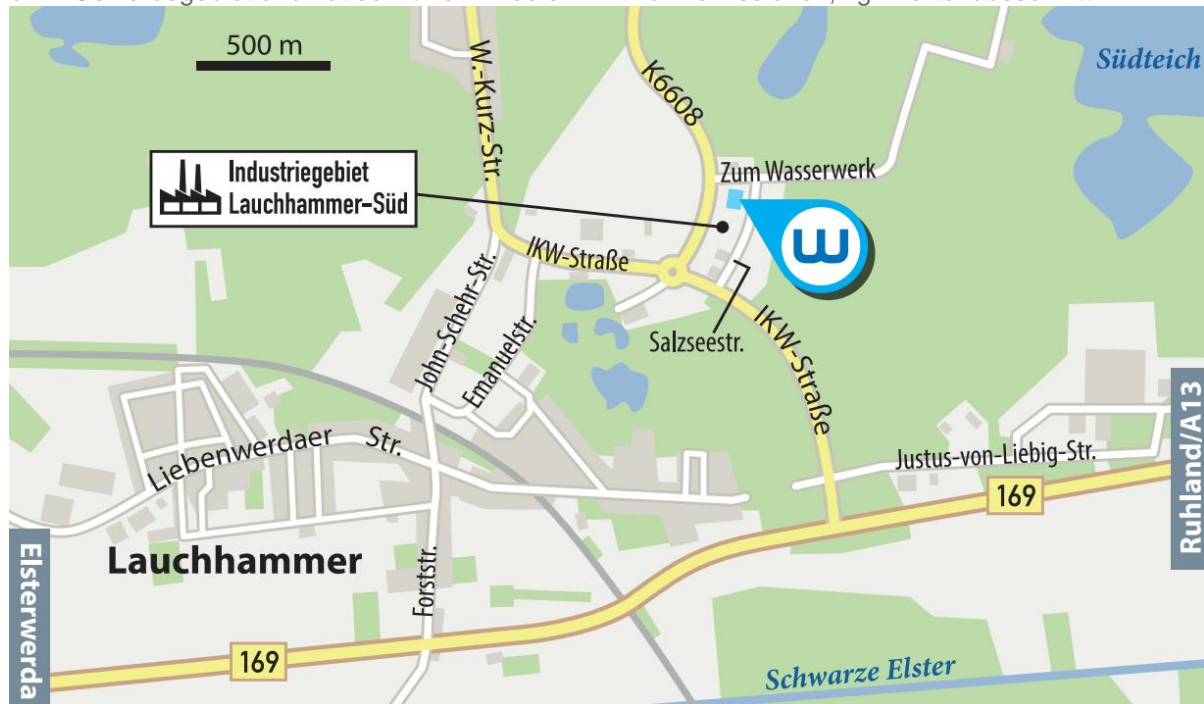 500 m
Südteich
W.-Kurz-Str.
K6608
Industriegebiet
Lauchhammer–Süd
Zum Wasserwerk
W
IKW-Straße
John-Schehr-Str.
Emanuelstr.
Salzseestr.
IKW-Straße
Liebenwerdaer Str.
Justus-von-Liebig-Str.
169
Ruhland/A13
Lauchhammer
Elsterwerda
Forststr.
169
Schwarze Elster